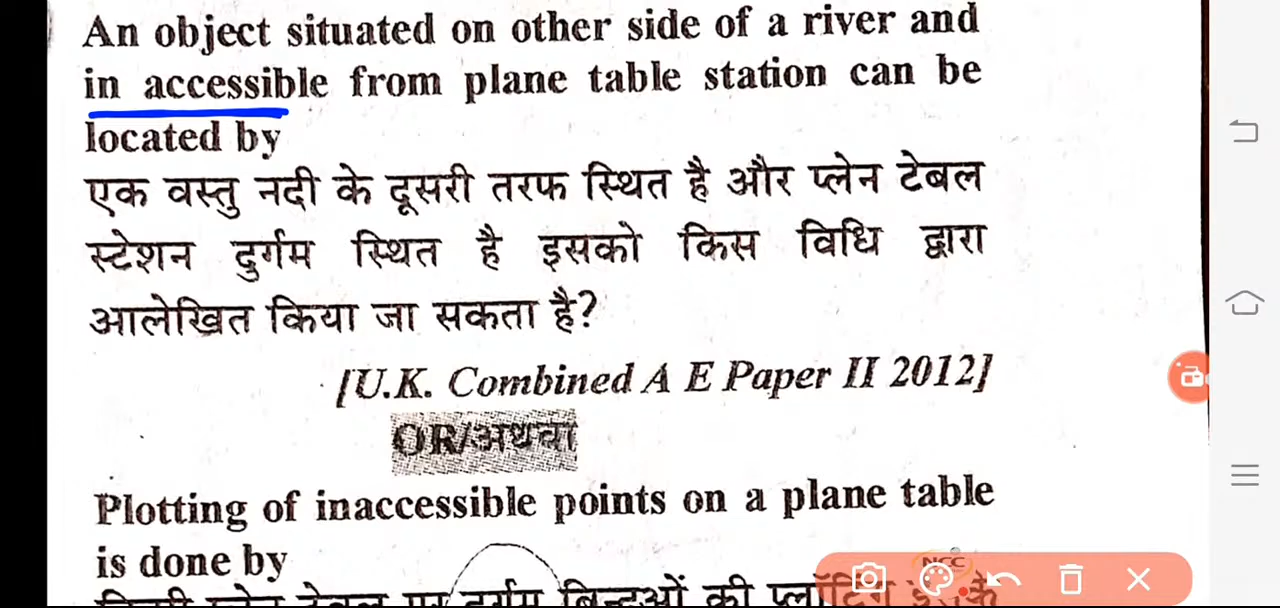 An object situated on other side of a river and
in accessible from plane table station can be
located by
एक वस्तु नदी के दूसरी तरफ स्थित है और प्लेन टेबल
स्टेशन दुर्गम स्थित है इसको किस विधि द्वारा
आलेखित किया जा सकता है?
[U.K. Combined A E Paper II 2012]
OR/अथवा
Plotting of inaccessible points on a plane table
is done by
दुर्गम बिन्दुओं की